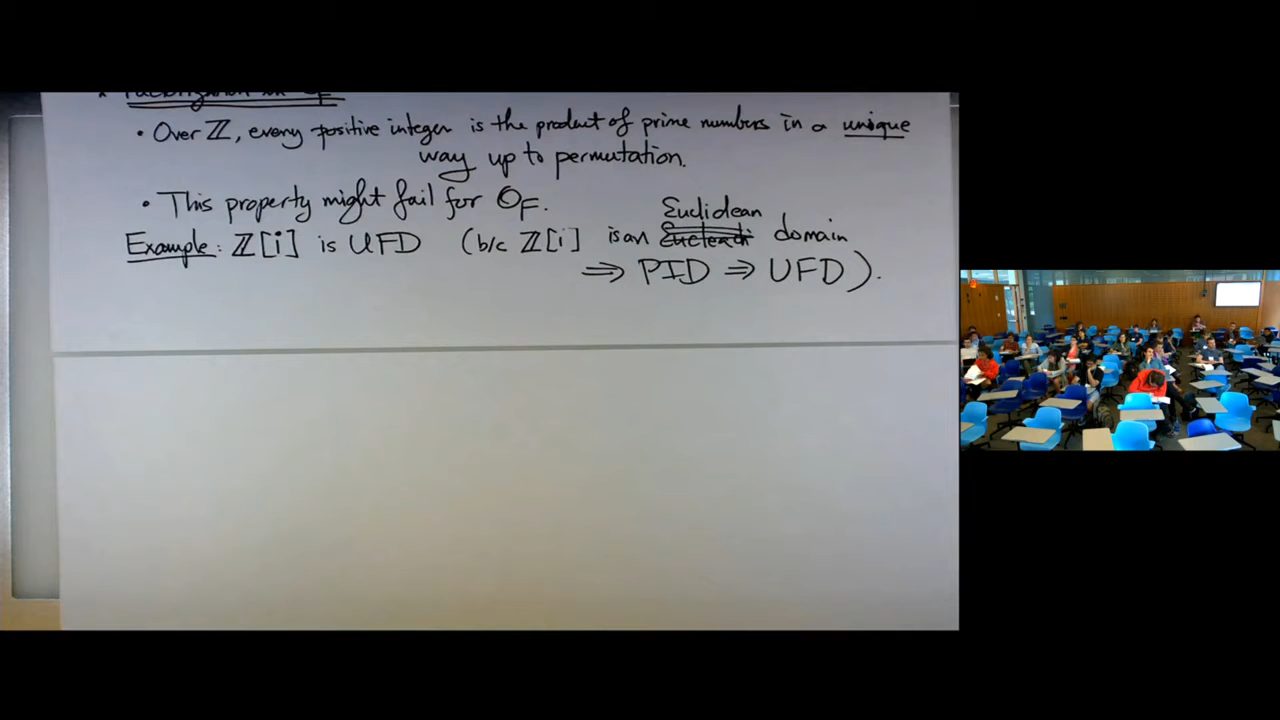 • Over ℤ, every positive integer is the product of prime numbers in a unique
way up to permutation.
• This property might fail for O_F.
Example: ℤ[i] is UFD (b/c ℤ[i] is an Euclidean domain
⇒ PID ⇒ UFD).